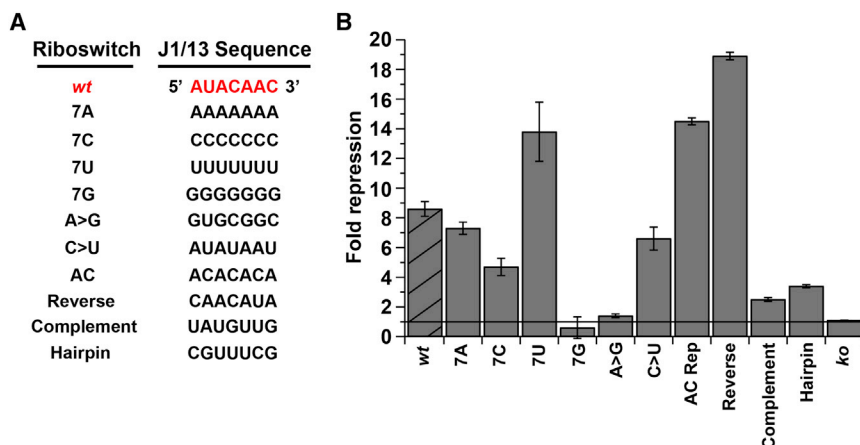 A
Riboswitch J1/13 Sequence
wt 5’ AUACAAC 3’
7A AAAAAAA
7C CCCCCCC
7U UUUUUUU
7G GGGGGGG
A>G GUGCGGC
C>U AUAUAAU
AC ACACACA
Reverse CAACAUA
Complement UAUGUUG
Hairpin CGUUUCG
B
Fold repression
20
18
16
14
12
10
8
6
4
2
0
wt
7A
7C
7U
7G
A>G
C>U
AC Rep
Reverse
Complement
Hairpin
ko